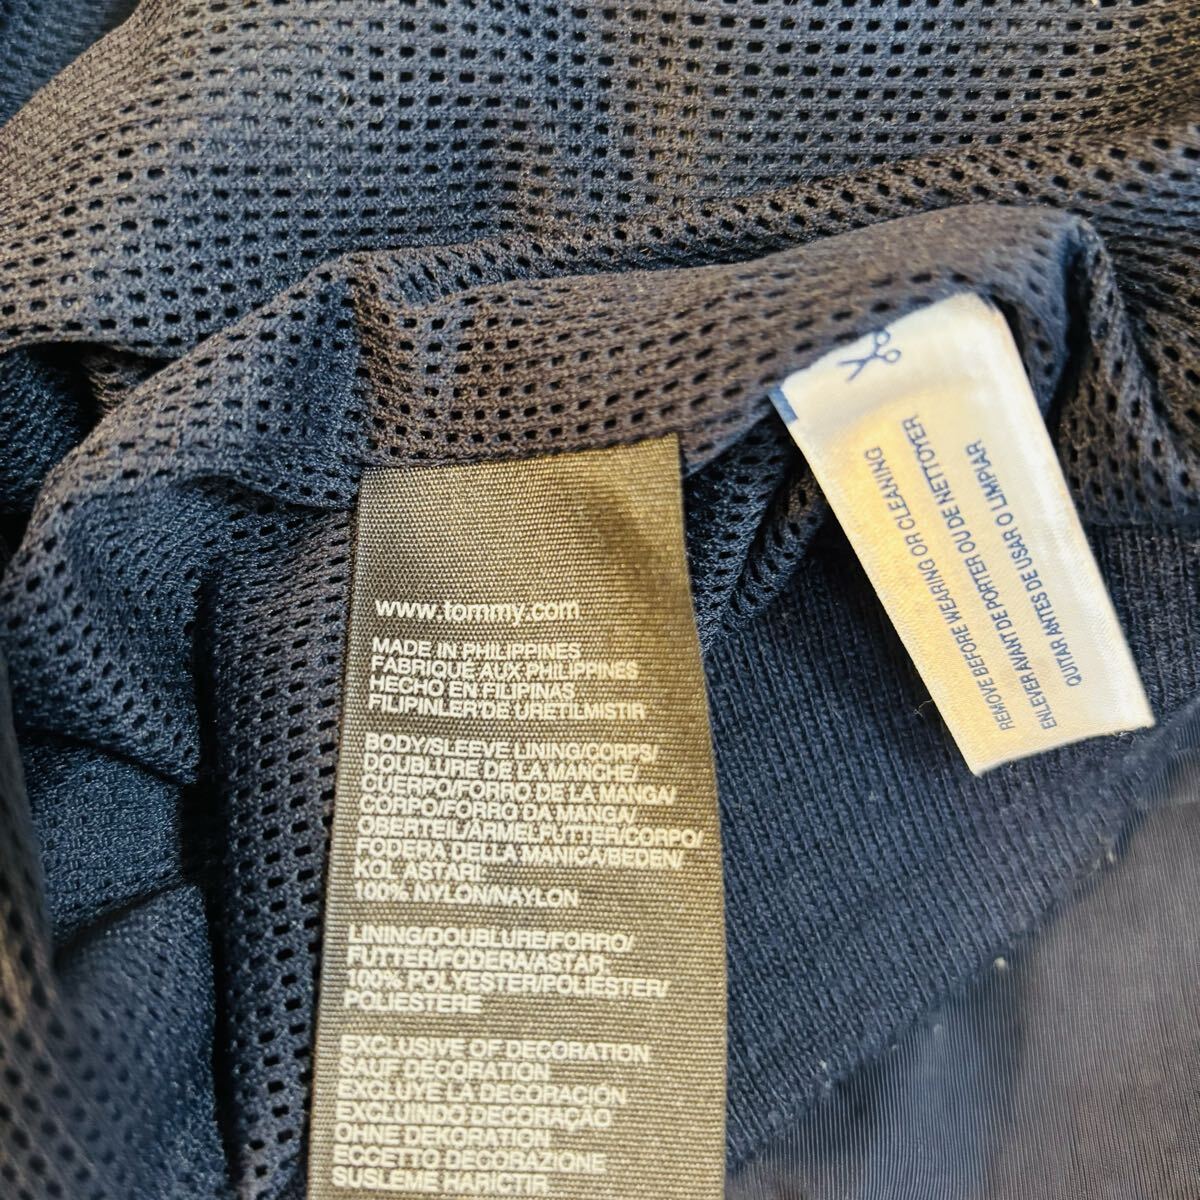 www.tommy.com
MADE IN PHILIPPINES
FABRIQUÉ AUX PHILIPPINES
HECHO EN FILIPINAS
FILIPINLER'DE URETILMISTIR
BODY/SLEEVE LINING/CORPS/
DOUBLURE DE LA MANCHE/
CUERPO/FORRO DE LA MANGA/
CORPO/FORRO DA MANGA/
OBERTEIL/ÄRMELFUTTER/CORPO/
FODERA DELLA MANICA/BEDEN/
KOL ASTARI:
100% NYLON/NAYLON
LINING/DOUBLURE/FORRO/
FUTTER/FODERA/ASTAR:
100% POLYESTER/POLIESTER/
POLIESTERE
EXCLUSIVE OF DECORATION
SAUF DECORATION
EXCLUYE LA DECORACIÓN
EXCLUINDO DECORAÇÃO
OHNE DEKORATION
ECCETTO DECORAZIONE
SUSLEME HARICTIR
REMOVE BEFORE WEARING OR CLEANING
ENLEVER AVANT DE PORTER OU DE NETTOYER
QUITAR ANTES DE USAR O LIMPIAR